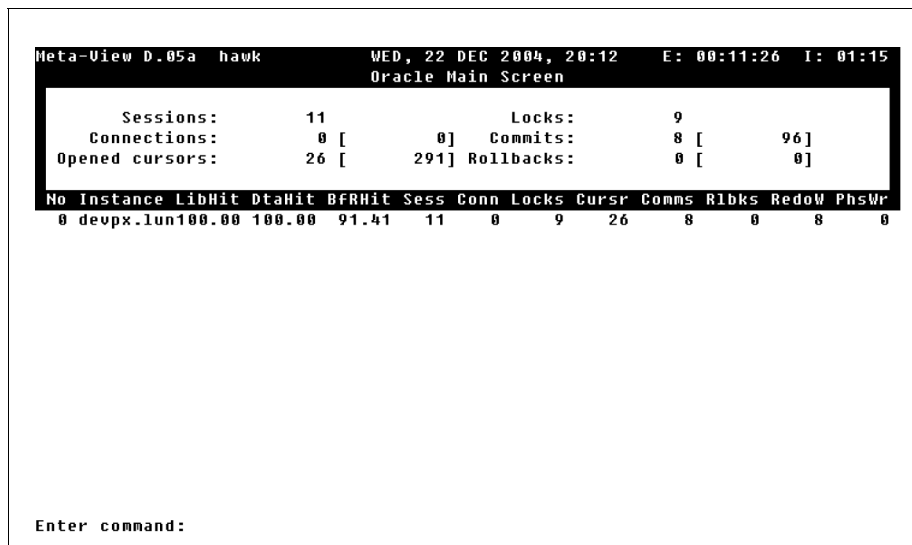 Meta-View D.05a  hawk          WED, 22 DEC 2004, 20:12    E: 00:11:26  I: 01:15
Oracle Main Screen
Sessions:        11                 Locks:         9
Connections:         0 [         0]   Commits:         8 [       96]
Opened cursors:        26 [       291] Rollbacks:         0 [        0]
No Instance LibHit DtaHit BfRHit Sess Conn Locks Cursr Comms Rlbks RedoW PhsWr
0 devpx.lun100.00 100.00  91.41   11    0     9    26     8     0     8     0
Enter command: